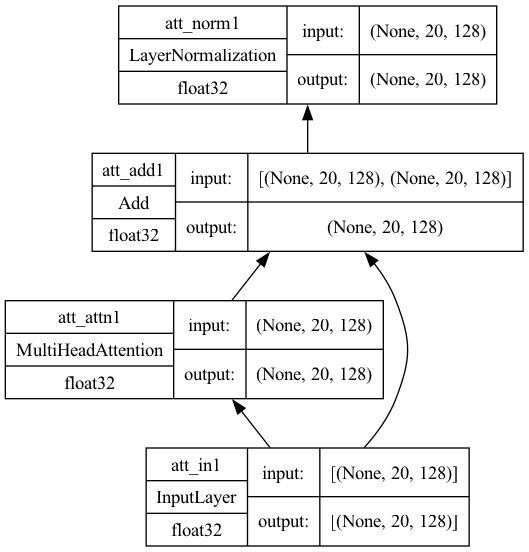 att_norm1
LayerNormalization
float32
input:
(None, 20, 128)
output:
(None, 20, 128)
att_add1
Add
float32
input:
[(None, 20, 128), (None, 20, 128)]
output:
(None, 20, 128)
att_attn1
MultiHeadAttention
float32
input:
(None, 20, 128)
output:
(None, 20, 128)
att_in1
InputLayer
float32
input:
[(None, 20, 128)]
output:
[(None, 20, 128)]